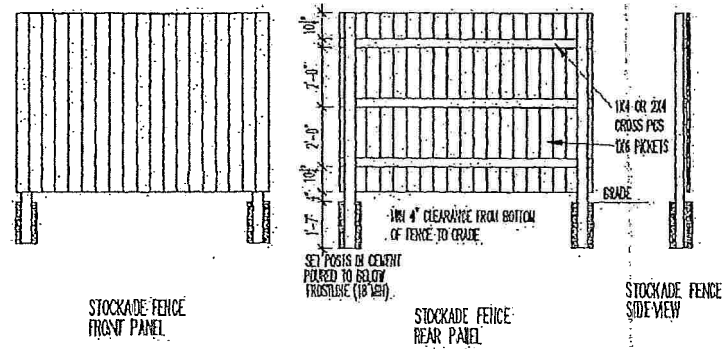 1X4 OR 2X4
CROSS PCS
1X6 PICKETS
GRADE
MIN 4" CLEARANCE FROM BOTTOM
OF FENCE TO GRADE
2'-0"
2'-0"
4"
1'-7"
SET POSTS IN CEMENT
POURED TO BELOW
FROSTLINE (18" MIN)
STOCKADE FENCE
FRONT PANEL
STOCKADE FENCE
REAR PANEL
STOCKADE FENCE
SIDE VIEW